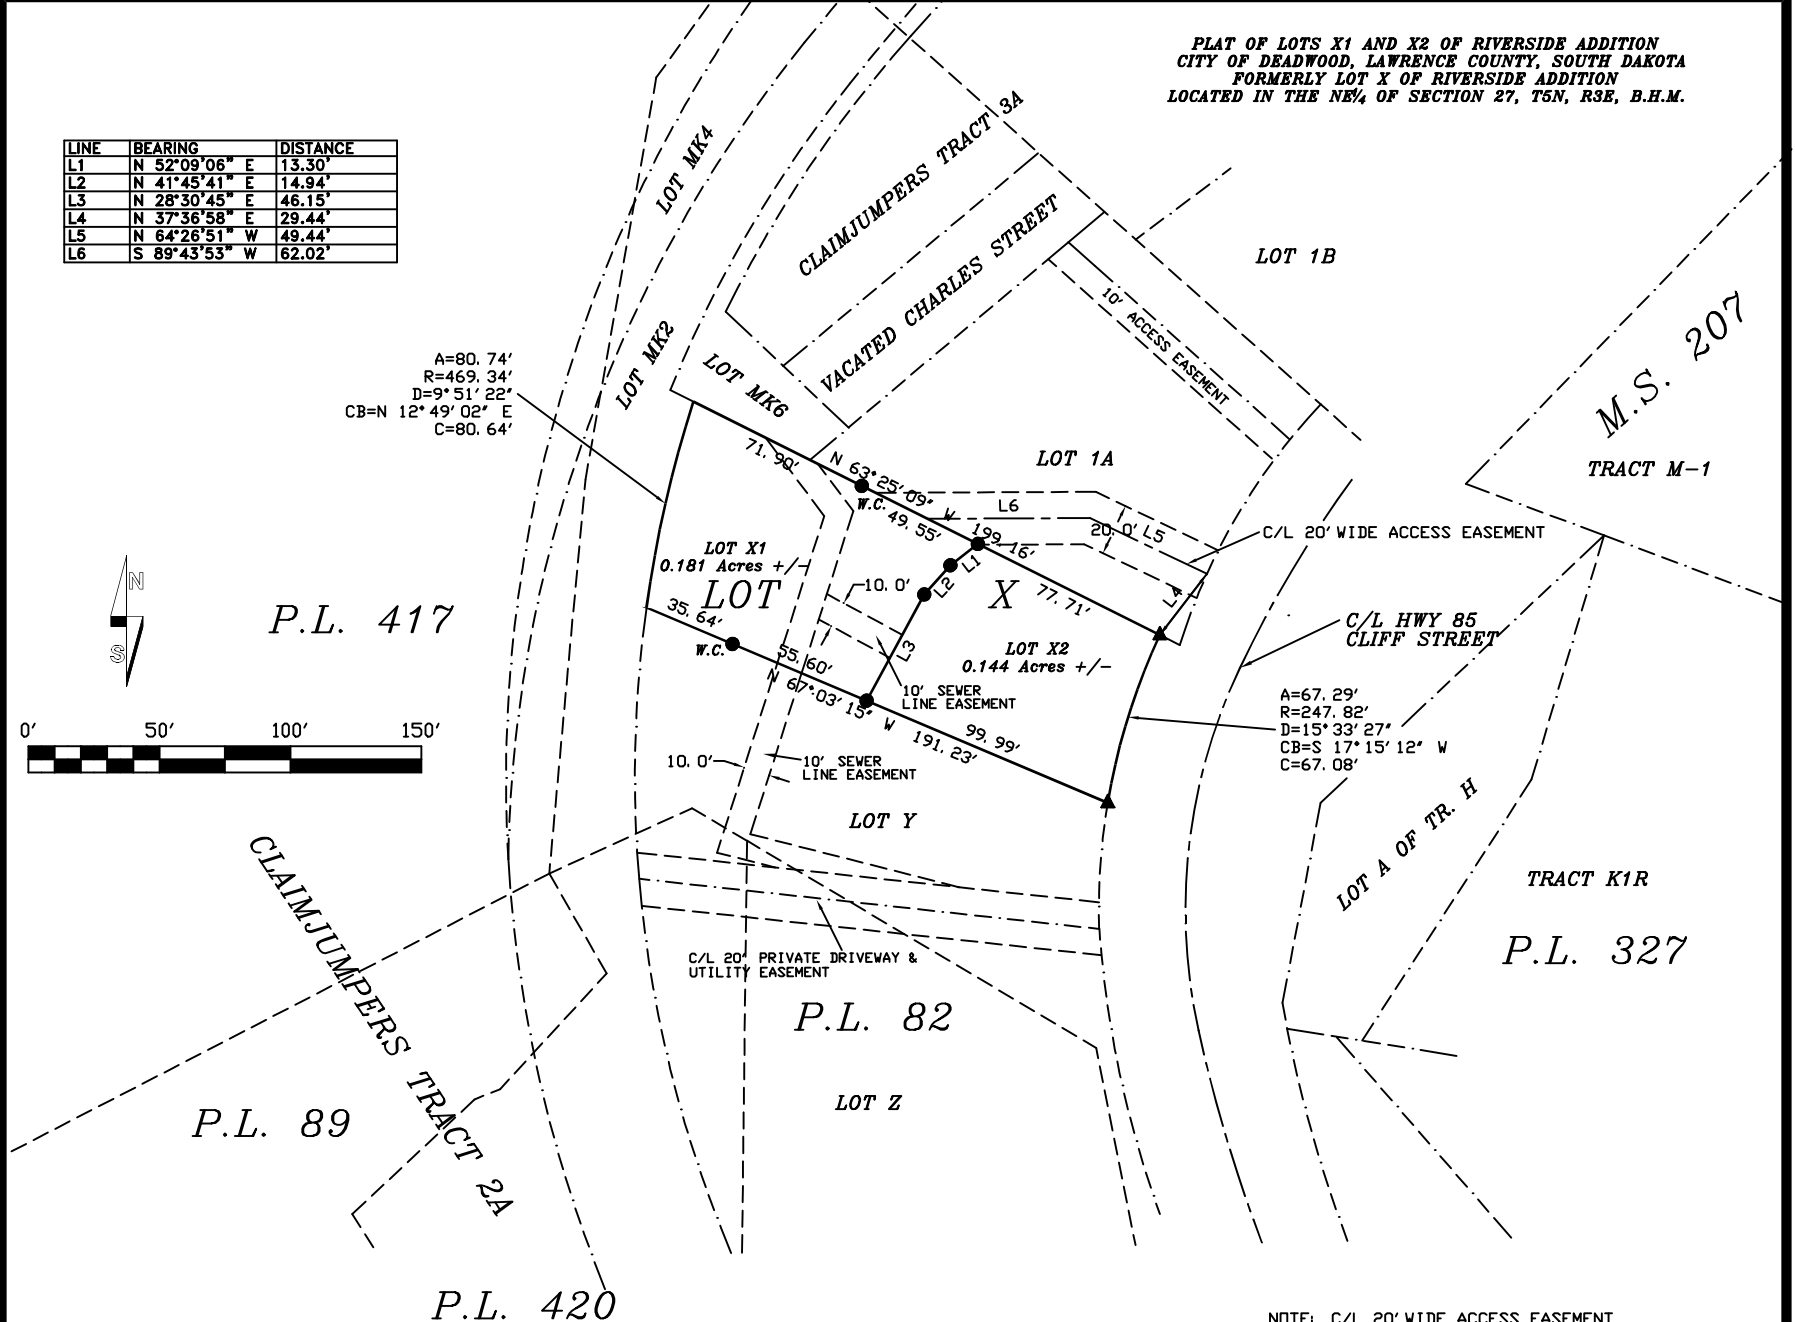 PLAT OF LOTS X1 AND X2 OF RIVERSIDE ADDITION
CITY OF DEADWOOD, LAWRENCE COUNTY, SOUTH DAKOTA
FORMERLY LOT X OF RIVERSIDE ADDITION
LOCATED IN THE NE¼ OF SECTION 27, T5N, R3E, B.H.M.
LINE BEARING DISTANCE
L1 N 52°09'06" E 13.30'
L2 N 41°45'41" E 14.94'
L3 N 28°30'45" E 46.15'
L4 N 37°36'58" E 29.44'
L5 N 64°26'51" W 49.44'
L6 S 89°43'53" W 62.02'
LOT MK4
CLAIMJUMPERS TRACT 3A
VACATED CHARLES STREET
LOT 1B
10' ACCESS EASEMENT
M.S. 207
TRACT M-1
LOT MK2
LOT MK6
A=80.74'
R=469.34'
D=9°51'22"
CB=N 12°49'02" E
C=80.64'
LOT 1A
71.90'
N 63°25'09" W
199.16'
W.C.
49.55'
L6
20.0'
L5
C/L 20' WIDE ACCESS EASEMENT
LOT X1
0.181 Acres +/-
LOT X
L1
L2
10.0'
77.71'
L4
35.64'
W.C.
55.60'
N 67°03'15" W
191.23'
L3
LOT X2
0.144 Acres +/-
C/L HWY 85
CLIFF STREET
N
S
P.L. 417
10' SEWER
LINE EASEMENT
99.99'
A=67.29'
R=247.82'
D=15°33'27"
CB=S 17°15'12" W
C=67.08'
0' 50' 100' 150'
10.0'
10' SEWER
LINE EASEMENT
LOT Y
LOT A OF TR. H
TRACT K1R
P.L. 327
CLAIMJUMPERS TRACT 2A
C/L 20' PRIVATE DRIVEWAY &
UTILITY EASEMENT
P.L. 82
LOT Z
P.L. 89
P.L. 420
NOTE: C/L 20' WIDE ACCESS EASEMENT